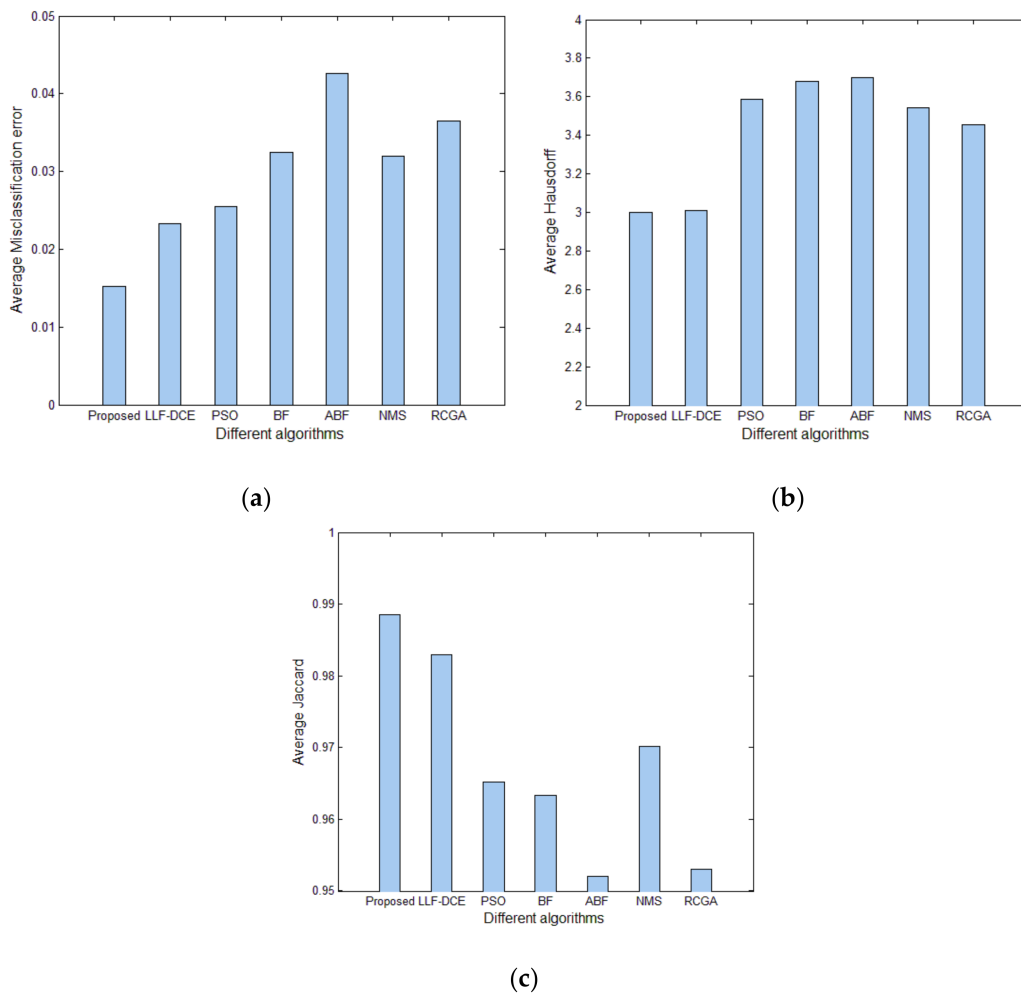 0.05
0.04
0.03
0.02
0.01
0
Average Misclassification error
Proposed LLF-DCE PSO BF ABF NMS RCGA
Different algorithms
(a)
4
3.8
3.6
3.4
3.2
3
2.8
2.6
2.4
2.2
2
Average Hausdorff
Proposed LLF-DCE PSO BF ABF NMS RCGA
Different algorithms
(b)
1
0.99
0.98
0.97
0.96
0.95
Average Jaccard
Proposed LLF-DCE PSO BF ABF NMS RCGA
Different algorithms
(c)